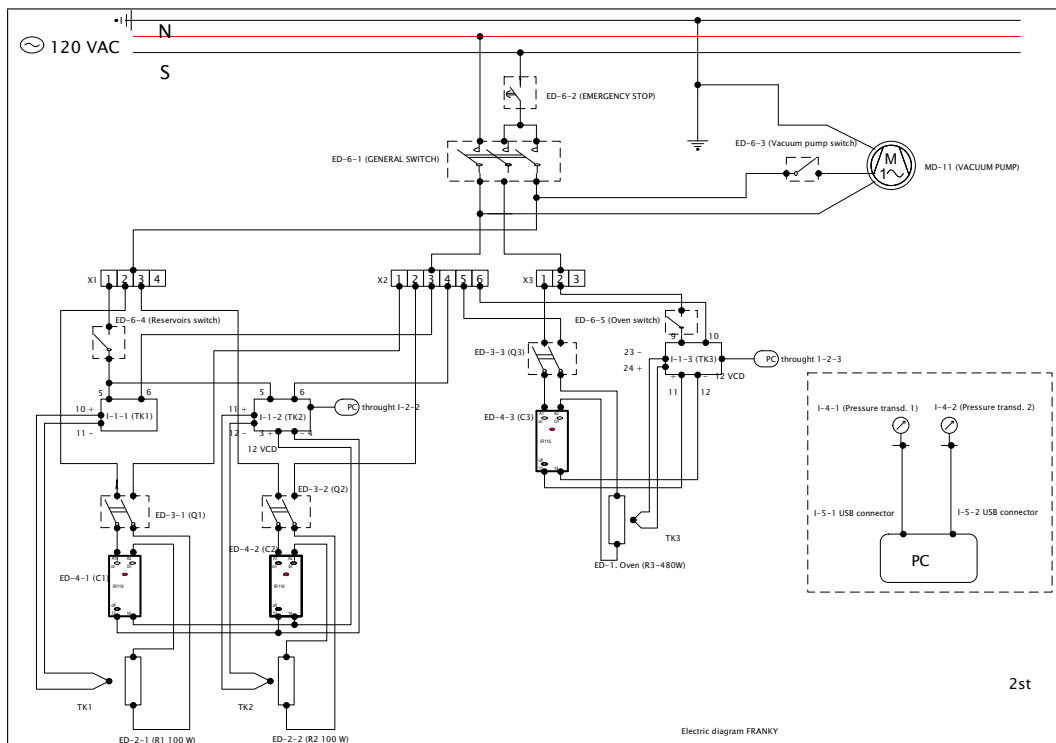 N
120 VAC
S
ED-6-2 (EMERGENCY STOP)
ED-6-1 (GENERAL SWITCH)
ED-6-3 (Vacuum pump switch)
M
1
MD-11 (VACUUM PUMP)
X1 1 2 3 4
X2 1 2 3 4 5 6
X3 1 2 3
ED-6-4 (Reservoirs switch)
ED-6-5 (Oven switch)
9 10
ED-3-3 (Q3)
23 -
24 +
I-1-3 (TK3)
PC throught 1-2-3
+ - 12 VCD
11 12
5 6
I-1-1 (TK1)
10 +
11 -
5 6
I-1-2 (TK2)
11 +
12 -
3 + - 4
12 VCD
PC throught I-2-2
ED-4-3 (C3)
IR116
I-4-1 (Pressure transd. 1)
I-4-2 (Pressure transd. 2)
I-5-1 USB connector
I-5-2 USB connector
PC
ED-3-1 (Q1)
ED-3-2 (Q2)
TK3
ED-1. Oven (R3-480W)
ED-4-1 (C1)
IR116
ED-4-2 (C2)
IR116
TK1
TK2
ED-2-1 (R1 100 W)
ED-2-2 (R2 100 W)
2st
Electric diagram FRANKY